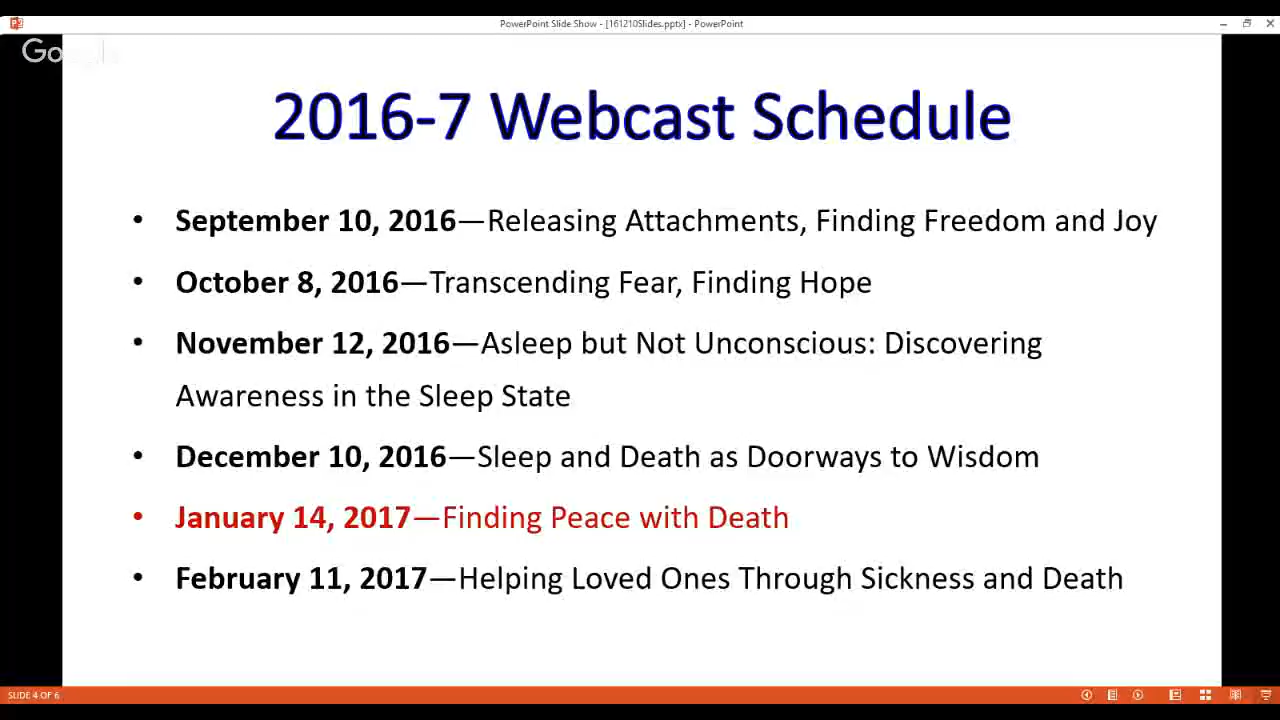 PowerPoint Slide Show - [161210Slides.pptx] - PowerPoint
Google
2016-7 Webcast Schedule
• September 10, 2016—Releasing Attachments, Finding Freedom and Joy
• October 8, 2016—Transcending Fear, Finding Hope
• November 12, 2016—Asleep but Not Unconscious: Discovering
Awareness in the Sleep State
• December 10, 2016—Sleep and Death as Doorways to Wisdom
• January 14, 2017—Finding Peace with Death
• February 11, 2017—Helping Loved Ones Through Sickness and Death
SLIDE 4 OF 6